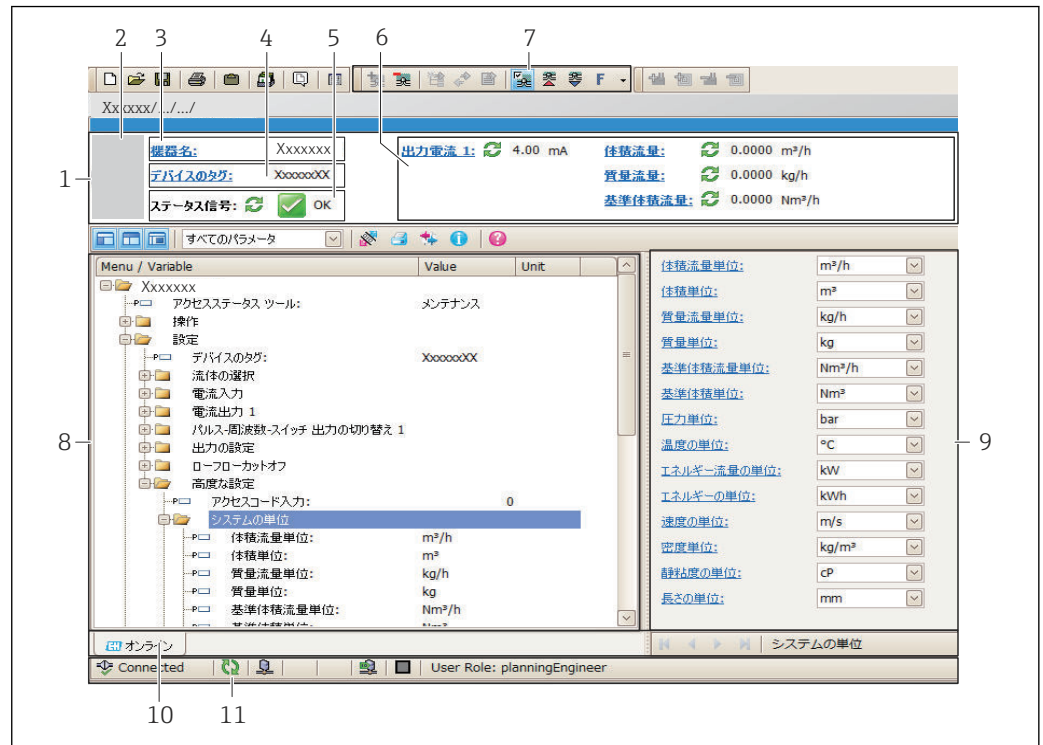 2 3 4 5 6 7
F
Xxxxxx/.../.../
1
機器名: Xxxxxxx
デバイスのタグ: XxxxxxXX
ステータス信号: OK
出力電流 1: 4.00 mA
体積流量: 0.0000 m³/h
質量流量: 0.0000 kg/h
基準体積流量: 0.0000 Nm³/h
すべてのパラメータ
Menu / Variable Value Unit
Xxxxxxx
アクセスステータス ツール: メンテナンス
操作
設定
デバイスのタグ: XxxxxxXX
流体の選択
電流入力
電流出力 1
パルス-周波数-スイッチ 出力の切り替え 1
8
出力の設定
ローフローカットオフ
高度な設定
アクセスコード入力: 0
システムの単位
体積流量単位: m³/h
体積単位: m³
質量流量単位: kg/h
質量単位: kg
基準体積流量単位: Nm³/h
基準体積単位: Nm³
体積流量単位: m³/h
体積単位: m³
質量流量単位: kg/h
質量単位: kg
基準体積流量単位: Nm³/h
基準体積単位: Nm³
圧力単位: bar
温度の単位: °C
9
エネルギー流量の単位: kW
エネルギーの単位: kWh
速度の単位: m/s
密度単位: kg/m³
静粘度の単位: cP
長さの単位: mm
オンライン
システムの単位
Connected User Role: planningEngineer
10 11